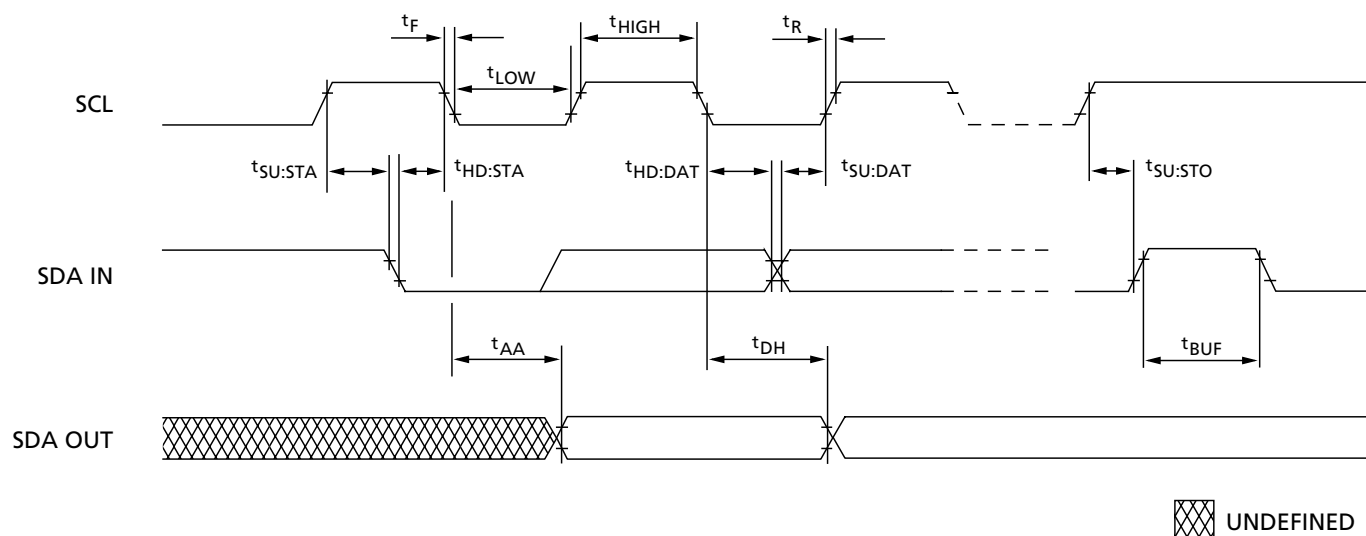 tF
tHIGH
tR
tLOW
SCL
tSU:STA
tHD:STA
tHD:DAT
tSU:DAT
tSU:STO
SDA IN
tAA
tDH
tBUF
SDA OUT
UNDEFINED